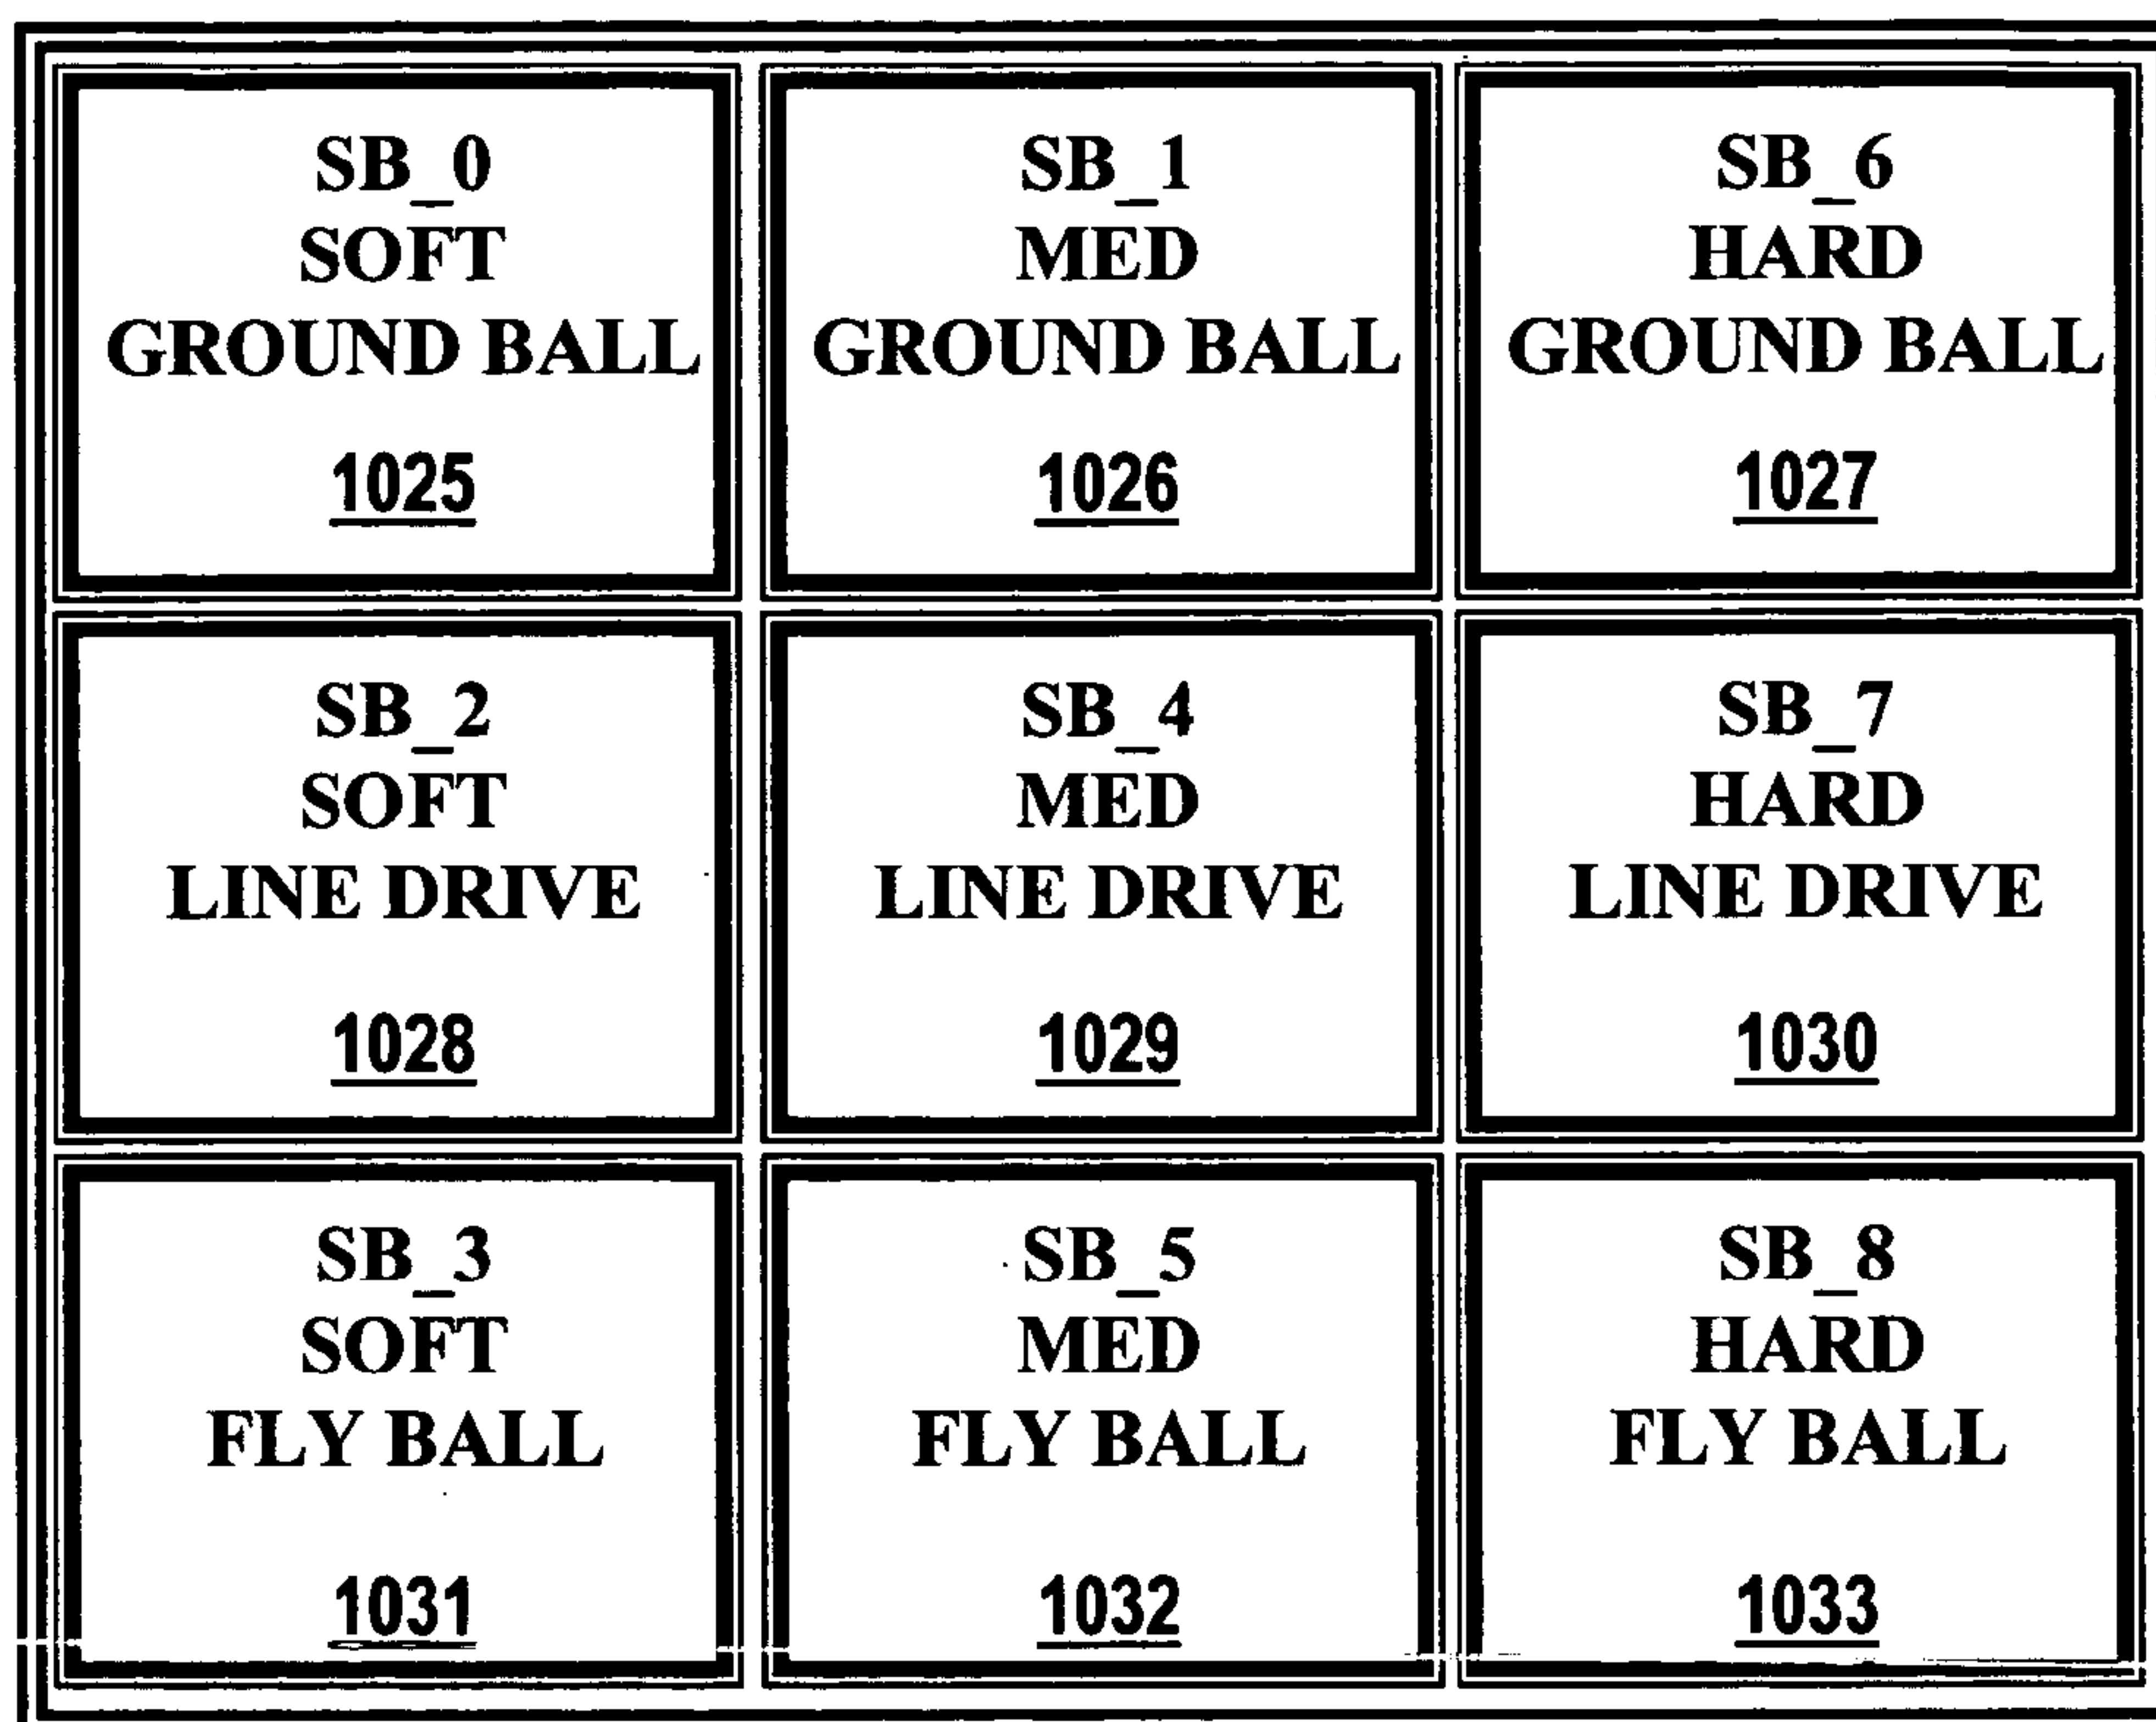 SB_0
SOFT
GROUND BALL
1025
SB_1
MED
GROUND BALL
1026
SB_6
HARD
GROUND BALL
1027
SB_2
SOFT
LINE DRIVE
1028
SB_4
MED
LINE DRIVE
1029
SB_7
HARD
LINE DRIVE
1030
SB_3
SOFT
FLY BALL
1031
SB_5
MED
FLY BALL
1032
SB_8
HARD
FLY BALL
1033